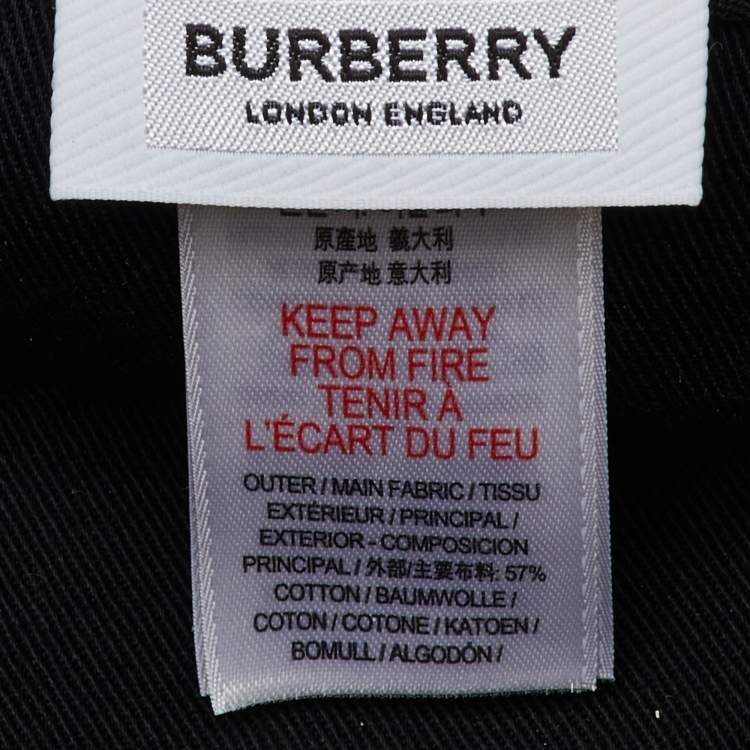 BURBERRY
LONDON ENGLAND
原產地 義大利
原产地 意大利
KEEP AWAY
FROM FIRE
TENIR À
L'ÉCART DU FEU
OUTER / MAIN FABRIC / TISSU
EXTÉRIEUR / PRINCIPAL /
EXTERIOR - COMPOSICION
PRINCIPAL / 外部/主要布料: 57%
COTTON / BAUMWOLLE /
COTON / COTONE / KATOEN /
BOMULL / ALGODÓN /